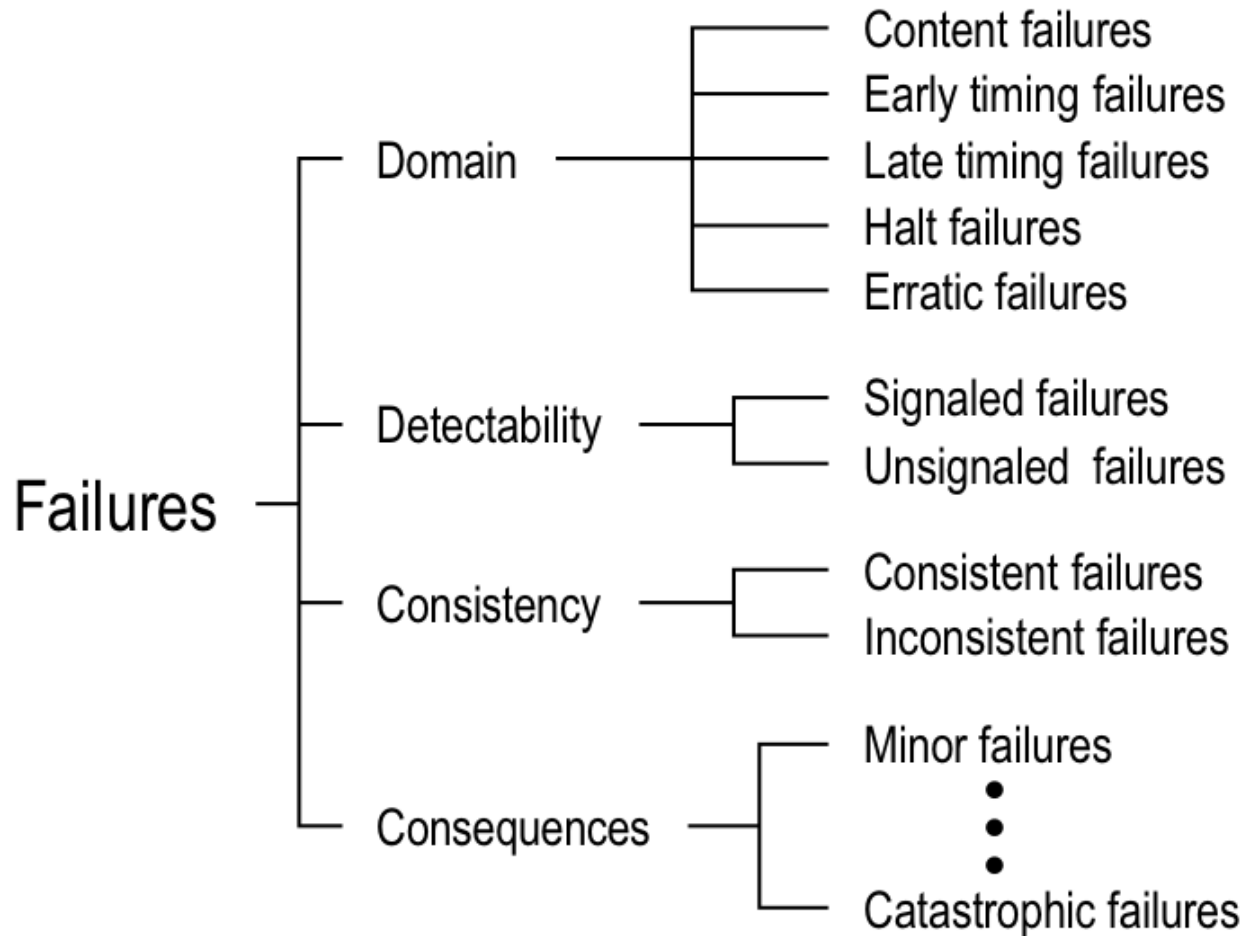 Content failures
Early timing failures
Domain
Late timing failures
Halt failures
Erratic failures
Signaled failures
Detectability
Unsignaled failures
Failures
Consistent failures
Consistency
Inconsistent failures
Minor failures
Consequences
Catastrophic failures